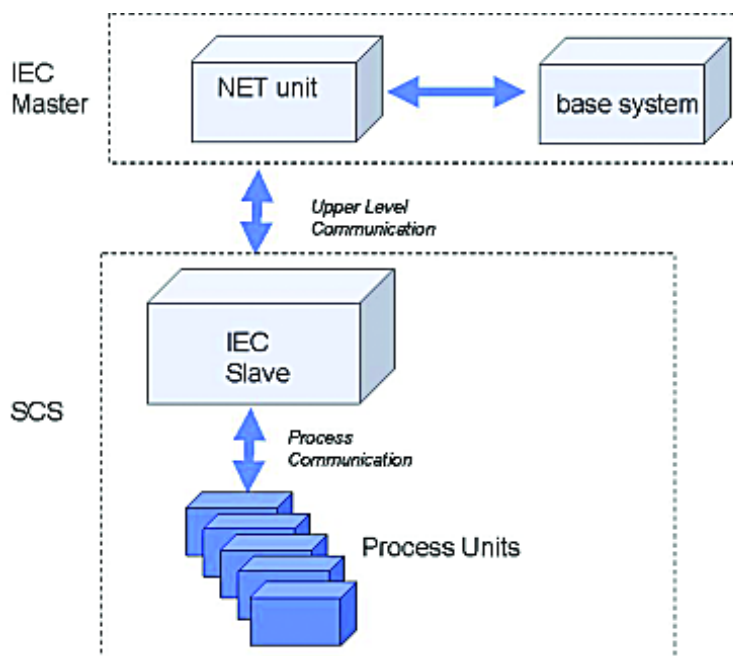 IEC
Master
NET unit
base system
Upper Level
Communication
SCS
IEC
Slave
Process
Communication
Process Units